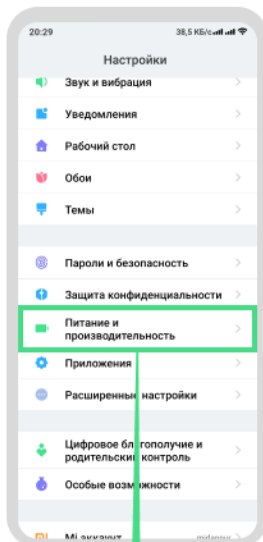 20:29
38,5 КБ/с
Настройки
Звук и вибрация
Уведомления
Рабочий стол
Обои
Темы
Пароли и безопасность
Защита конфиденциальности
Питание и
производительность
Приложения
Расширенные настройки
Цифровое благополучие и
родительский контроль
Особые возможности
Mi аккаунт